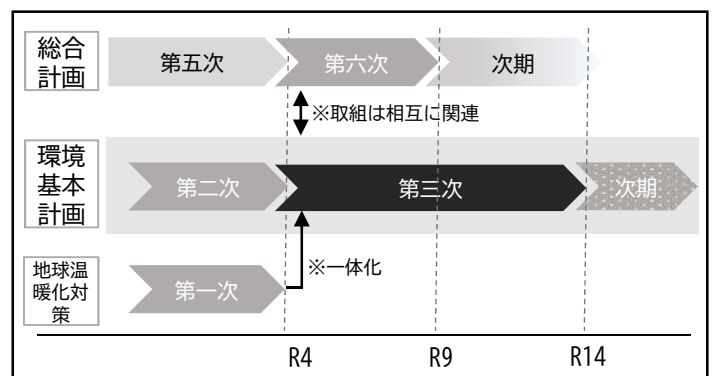 総合
計画
第五次
第六次
次期
※取組は相互に関連
環境
基本
計画
第二次
第三次
次期
地球温
暖化対
策
第一次
※一体化
R4
R9
R14